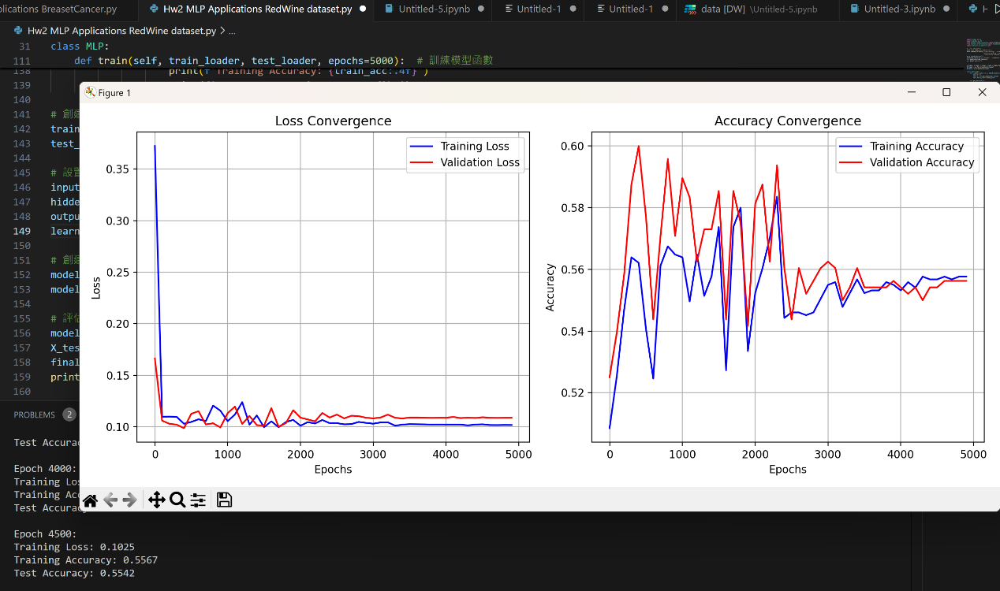 plications BreasetCancer.py
Hw2 MLP Applications RedWine dataset.py
Untitled-5.ipynb
Untitled-1
Untitled-1
data [DW] \Untitled-5.ipynb
Untitled-3.ipynb
Hw2 MLP Applications RedWine dataset.py > ...
31 class MLP:
111 def train(self, train_loader, test_loader, epochs=5000): # 訓練模型函數
138 print(f"Training Accuracy: {train_acc:.4f}")
139
Figure 1
140
141 # 創建
142 train
143 test_
144
145 # 設置
146 input
147 hidde
148 outpu
149 learn
150
151 # 創建
152 model
153 model
154
155 # 評估
156 model
157 X_tes
158 final
159 print
160
Loss Convergence
Training Loss
Validation Loss
0.35
0.30
0.25
0.20
0.15
0.10
Loss
0 1000 2000 3000 4000 5000
Epochs
Accuracy Convergence
Training Accuracy
Validation Accuracy
0.60
0.58
0.56
0.54
0.52
Accuracy
0 1000 2000 3000 4000 5000
Epochs
PROBLEMS 2
Test Accurac
Epoch 4000:
Training Los
Training Acc
Test Accurac
Epoch 4500:
Training Loss: 0.1025
Training Accuracy: 0.5567
Test Accuracy: 0.5542